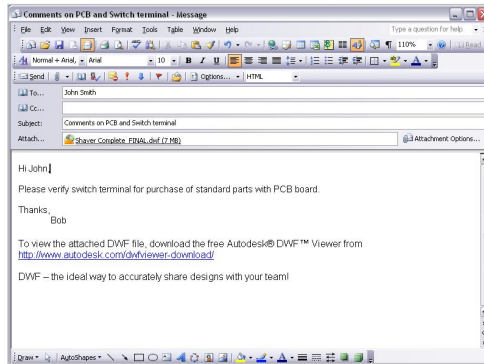 Comments on PCB and Switch terminal - Message
File Edit View Insert Format Tools Table Window Help Type a question for help
110% Read
Normal + Arial, Arial 10 B I U
Send Options... HTML
To... John Smith
Cc...
Subject: Comments on PCB and Switch terminal
Attach... Shaver Complete FINAL.dwf (7 MB) Attachment Options...
Hi John,
Please verify switch terminal for purchase of standard parts with PCB board.
Thanks,
Bob
To view the attached DWF file, download the free Autodesk® DWF™ Viewer from
http://www.autodesk.com/dwfviewer-download/
DWF – the ideal way to accurately share designs with your team!
Draw AutoShapes